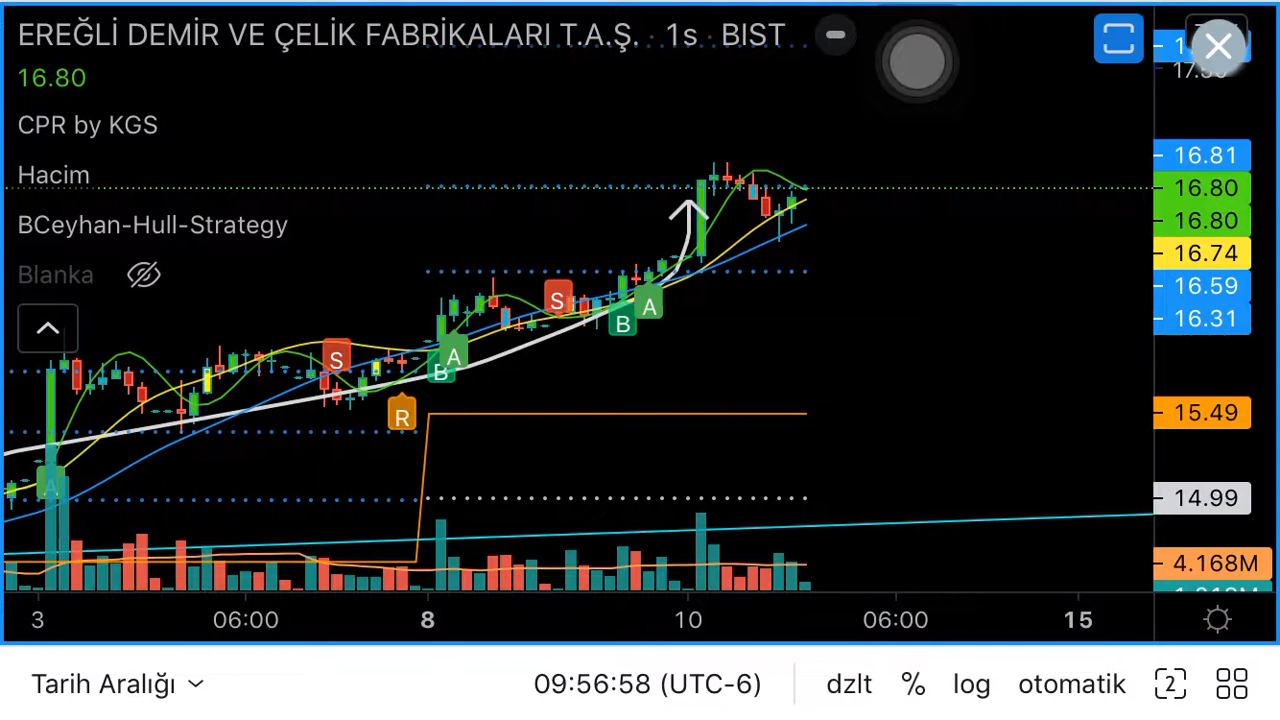 EREĞLİ DEMİR VE ÇELİK FABRİKALARI T.A.Ş. · 1s · BIST
16.80
CPR by KGS
Hacim
BCeyhan-Hull-Strategy
Blanka
16.81
16.80
16.80
16.74
16.59
16.31
15.49
14.99
4.168M
S
S
A
B
A
B
R
A
3 06:00 8 10 06:00 15
Tarih Aralığı 09:56:58 (UTC-6) dzlt % log otomatik 2